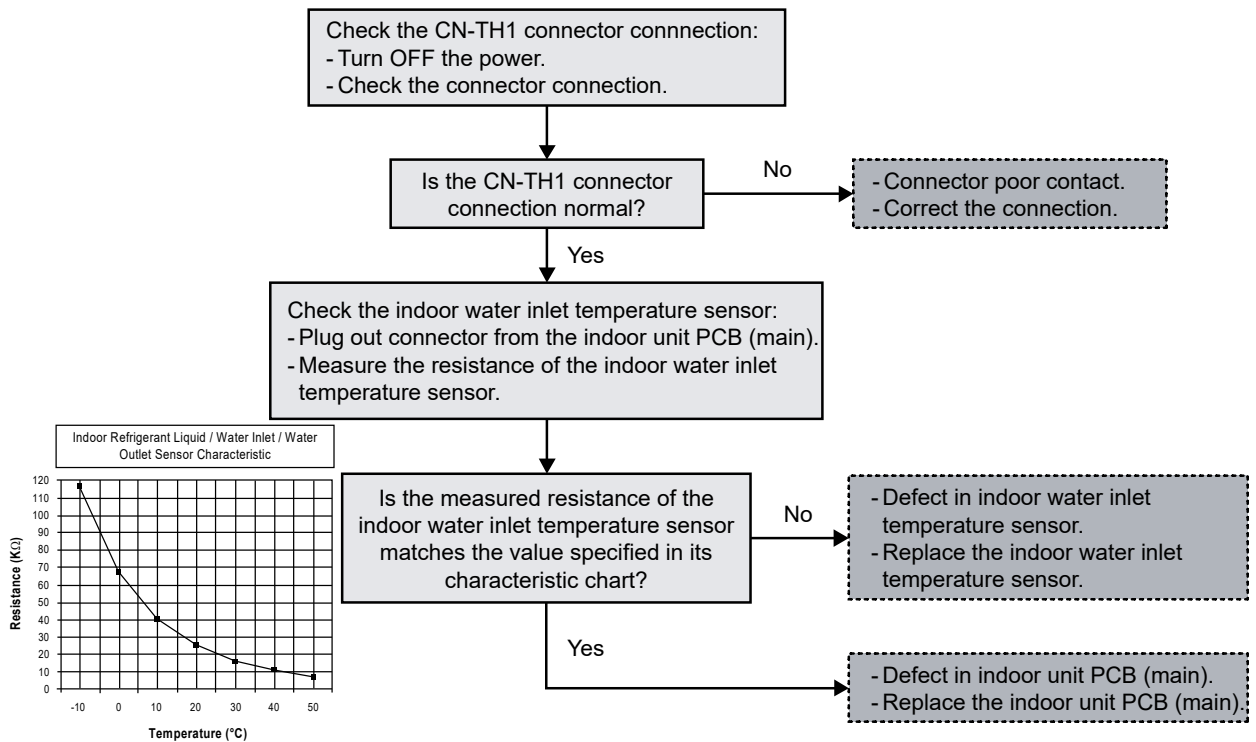 Check the CN-TH1 connector connnection:
- Turn OFF the power.
- Check the connector connection.
Is the CN-TH1 connector
connection normal?
No
- Connector poor contact.
- Correct the connection.
Yes
Check the indoor water inlet temperature sensor:
- Plug out connector from the indoor unit PCB (main).
- Measure the resistance of the indoor water inlet
temperature sensor.
Indoor Refrigerant Liquid / Water Inlet / Water
Outlet Sensor Characteristic
120
110
100
90
80
70
60
50
40
30
20
10
0
Resistance (KΩ)
-10 0 10 20 30 40 50
Temperature (°C)
Is the measured resistance of the
indoor water inlet temperature sensor
matches the value specified in its
characteristic chart?
No
- Defect in indoor water inlet
temperature sensor.
- Replace the indoor water inlet
temperature sensor.
Yes
- Defect in indoor unit PCB (main).
- Replace the indoor unit PCB (main).